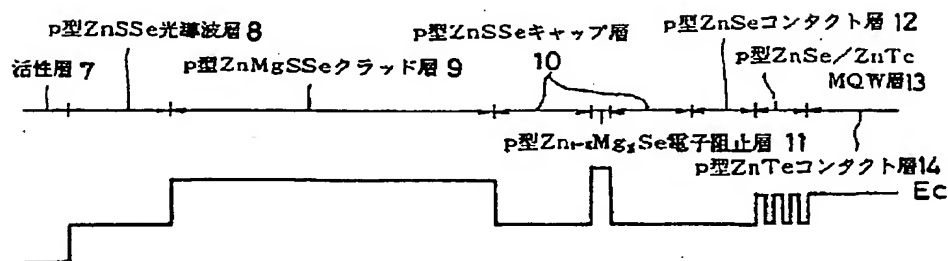 p型ZnSSe光導波層8
p型ZnSSeキャップ層
10
p型ZnSeコンタクト層12
活性層7
p型ZnMgSSeクラッド層9
p型ZnSe/ZnTe
MQW層13
p型Zn₁₋ₓMgₓSe電子阻止層11
p型ZnTeコンタクト層14
Ec